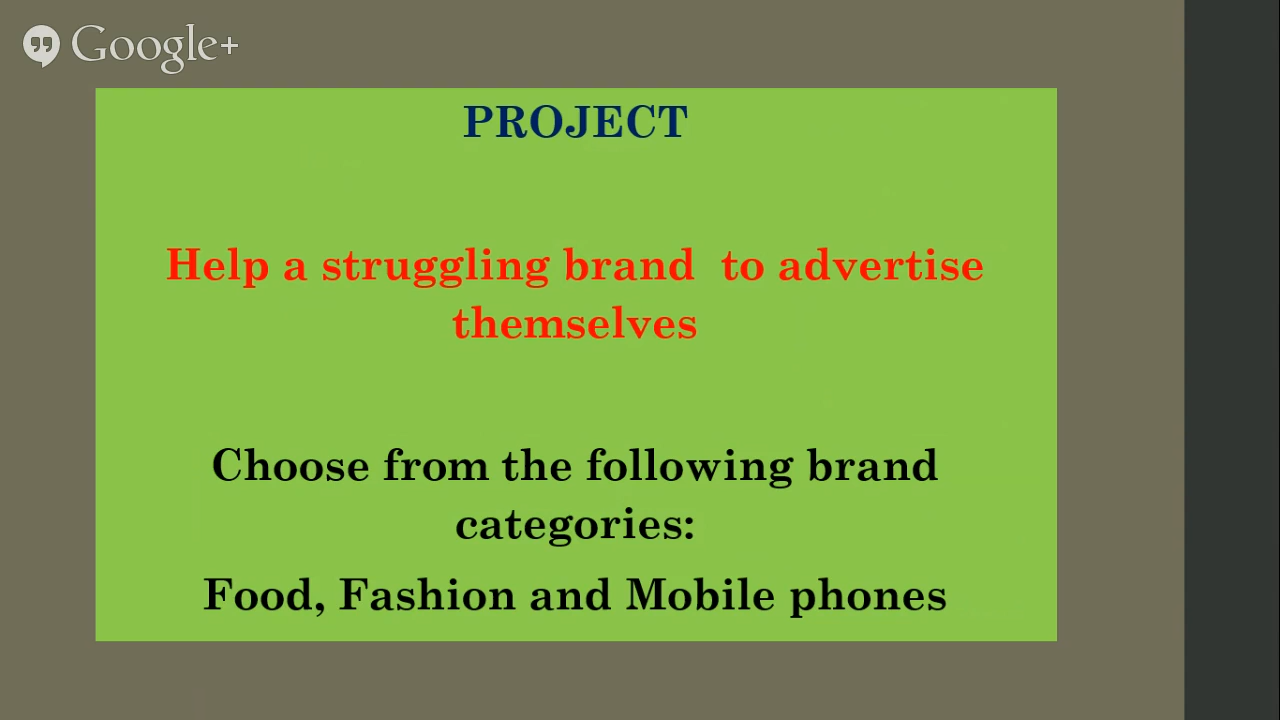 Google+
PROJECT
Help a struggling brand  to advertise
themselves
Choose from the following brand
categories:
Food, Fashion and Mobile phones